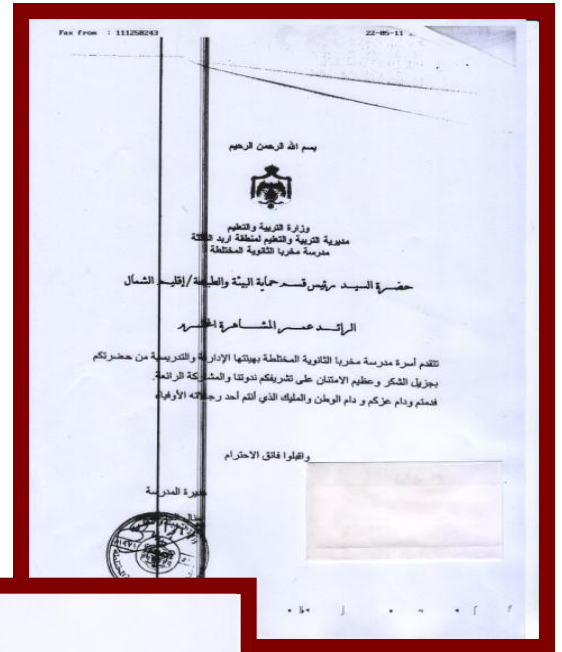 Fax from : 111258243 22-05-11
بسم الله الرحمن الرحيم
وزارة التربية والتعليم
مديرية التربية والتعليم لمنطقة اربد الثالثة
مدرسة مخربا الثانوية المختلطة
حضرة السيد رئيس قسم حماية البيئة والطبيعة/إقليم الشمال
الرائد عمر المشاهرة المحترم
تتقدم أسرة مدرسة مخربا الثانوية المختلطة بهيئتها الإدارية والتدريسية من حضرتكم
بجزيل الشكر وعظيم الامتنان على تشريفكم ندوتنا والمشاركة الرائعة.
فدمتم ودام عزكم و دام الوطن والمليك الذي أنتم أحد رجالاته الأوفياء
واقبلوا فائق الاحترام
مديرة المدرسة